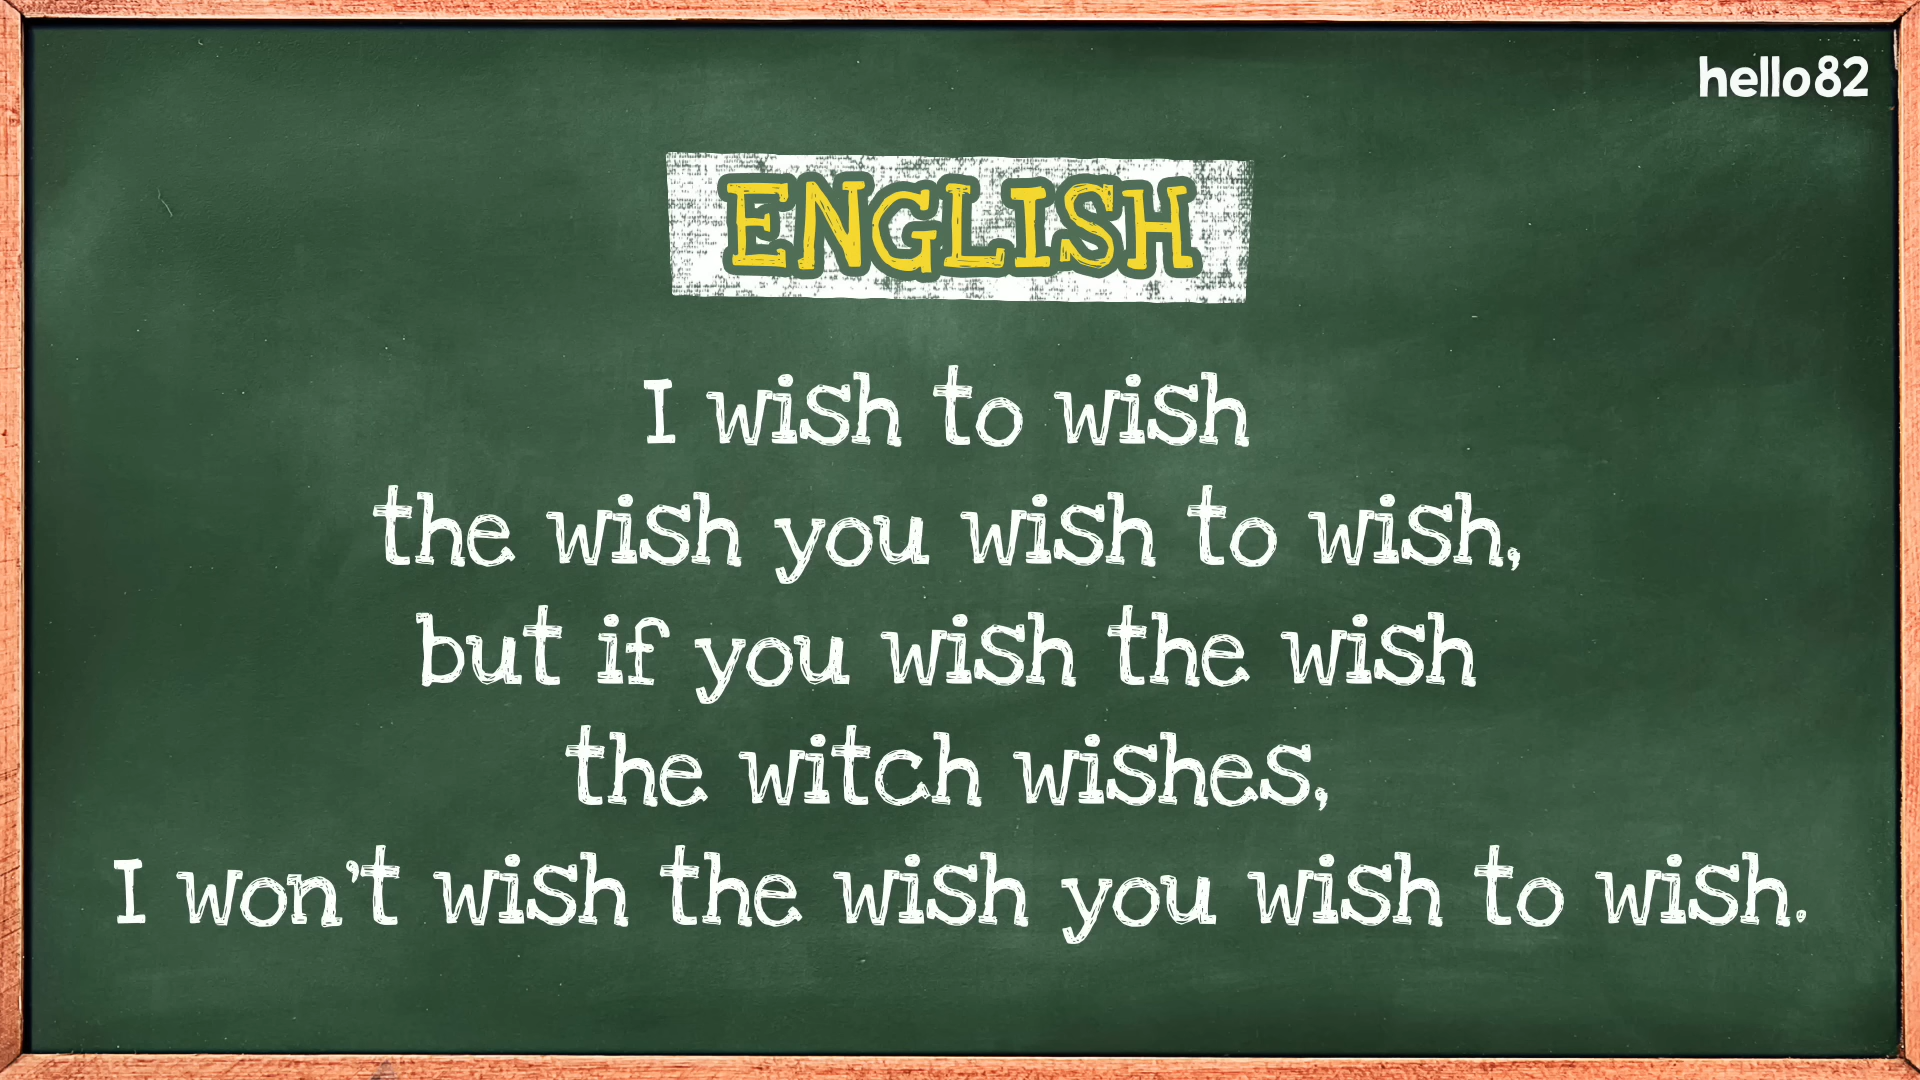 hello82
ENGLISH
I wish to wish
the wish you wish to wish,
but if you wish the wish
the witch wishes,
I won't wish the wish you wish to wish.